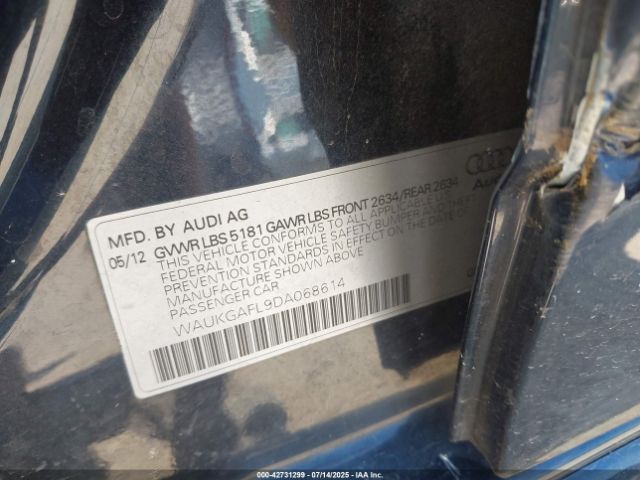 MFD. BY AUDI AG
05/12 GVWR LBS 5181 GAWR LBS FRONT 2634/REAR 2634
THIS VEHICLE CONFORMS TO ALL APPLICABLE
FEDERAL MOTOR VEHICLE SAFETY, BUMPER AND THEFT
PREVENTION STANDARDS IN EFFECT ON THE DATE OF
MANUFACTURE SHOWN ABOVE
PASSENGER CAR
WAUKGAFL9DA068614
000-42731299 - 07/14/2025 - IAA Inc.